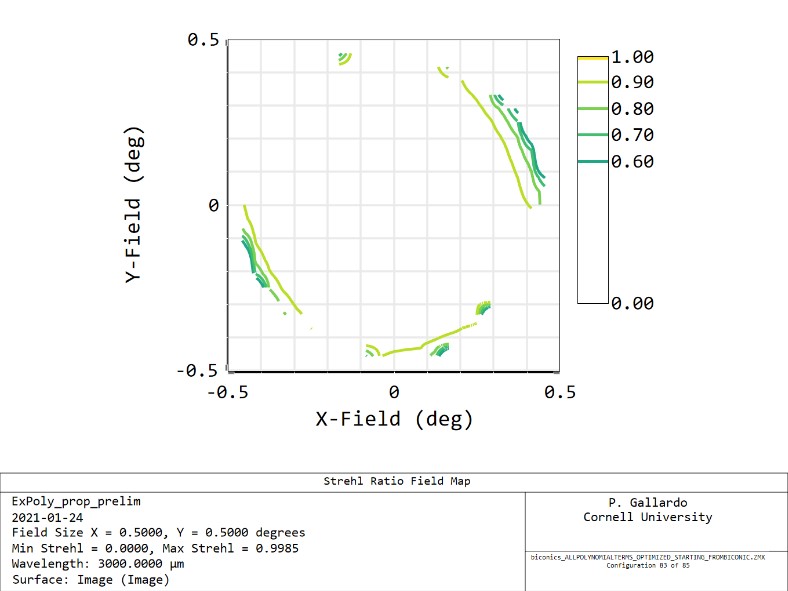 0.5
0
-0.5
Y-Field (deg)
-0.5
0
0.5
X-Field (deg)
1.00
0.90
0.80
0.70
0.60
0.00
Strehl Ratio Field Map
ExPoly_prop_prelim
2021-01-24
Field Size X = 0.5000, Y = 0.5000 degrees
Min Strehl = 0.0000, Max Strehl = 0.9985
Wavelength: 3000.0000 μm
Surface: Image (Image)
P. Gallardo
Cornell University
biconics_ALLPOLYNOMIALTERMS_OPTIMIZED_STARTING_FROMBICONIC.ZMX
Configuration 83 of 85